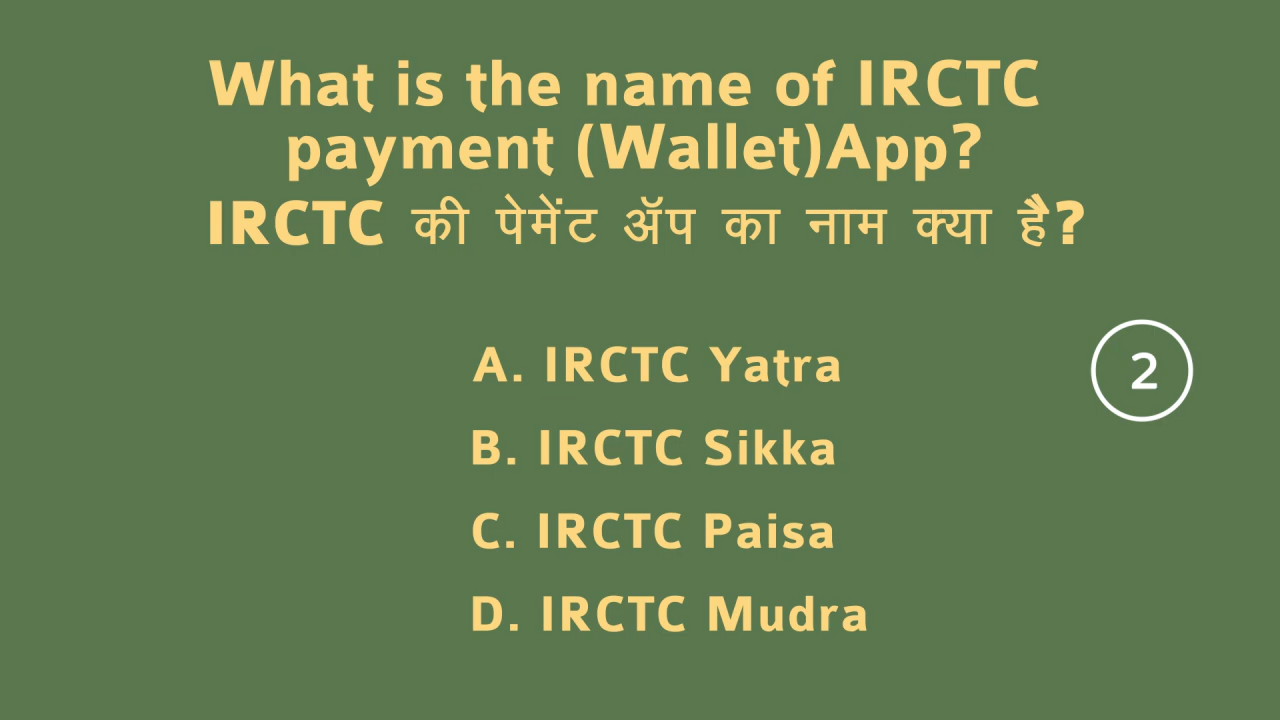 What is the name of IRCTC
payment (Wallet)App?
IRCTC की पेमेंट ॲप का नाम क्या है?
A. IRCTC Yatra
B. IRCTC Sikka
2
C. IRCTC Paisa
D. IRCTC Mudra